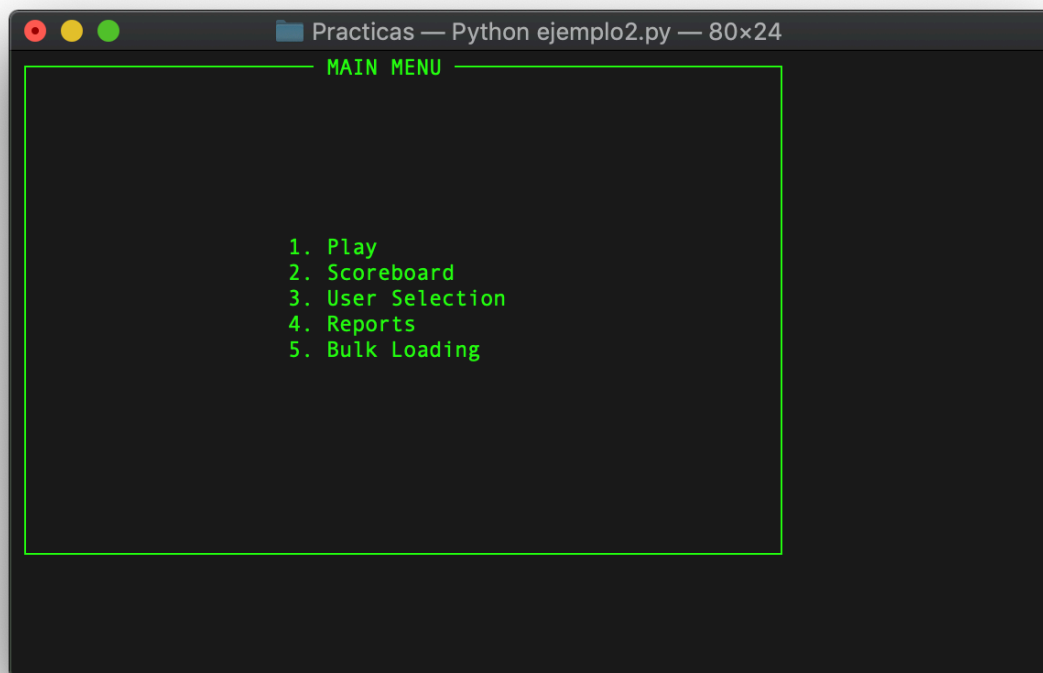 Practicas — Python ejemplo2.py — 80×24
MAIN MENU
1. Play
2. Scoreboard
3. User Selection
4. Reports
5. Bulk Loading